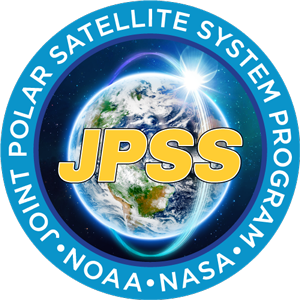 JOINT POLAR SATELLITE SYSTEM PROGRAM
JPSS
•NOAA•NASA•